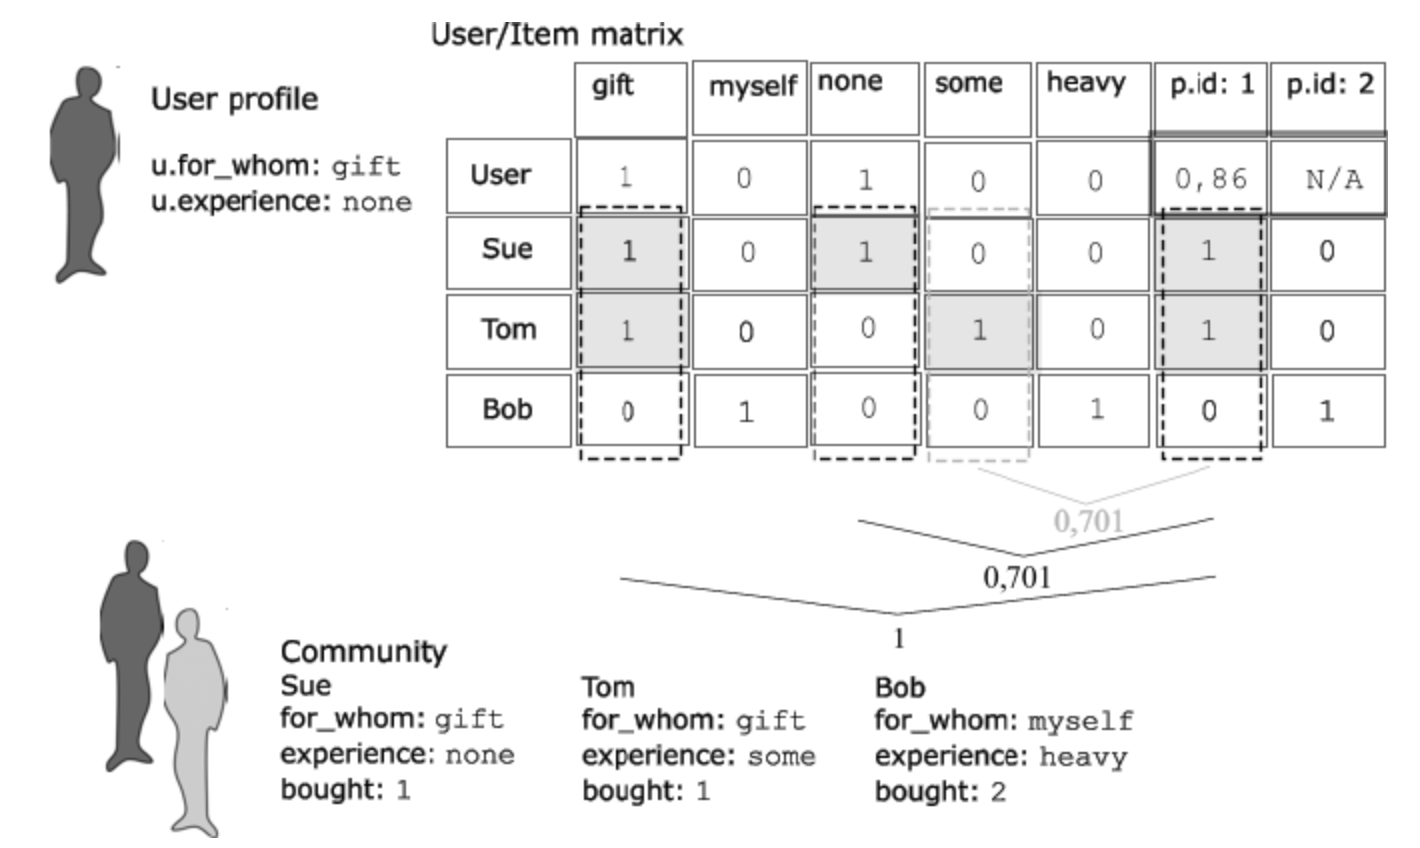 User/Item matrix
User profile
u.for_whom: gift
u.experience: none
gift myself none some heavy p.id: 1 p.id: 2
User 1 0 1 0 0 0,86 N/A
Sue 1 0 1 0 0 1 0
Tom 1 0 0 1 0 1 0
Bob 0 1 0 0 1 0 1
0,701
0,701
1
Community
Sue
for_whom: gift
experience: none
bought: 1
Tom
for_whom: gift
experience: some
bought: 1
Bob
for_whom: myself
experience: heavy
bought: 2